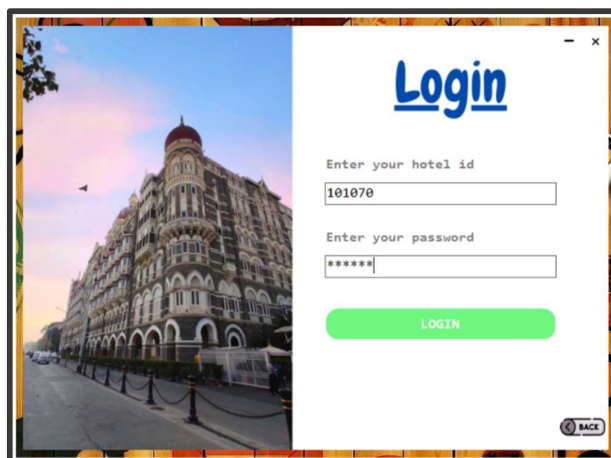 Login
Enter your hotel id
101070
Enter your password
******
LOGIN
BACK